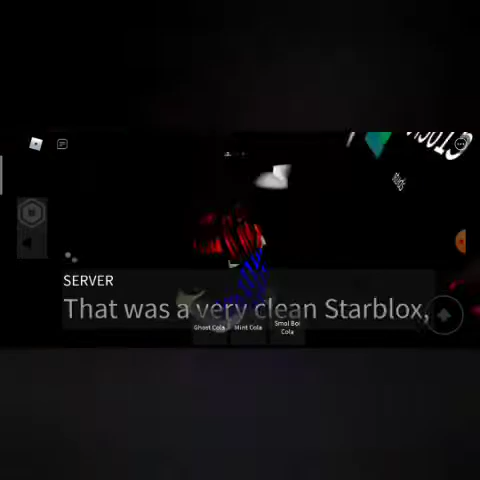 SERVER
That was a very clean Starblox,
Ghost Cola
Mint Cola
Smol Boi
Cola